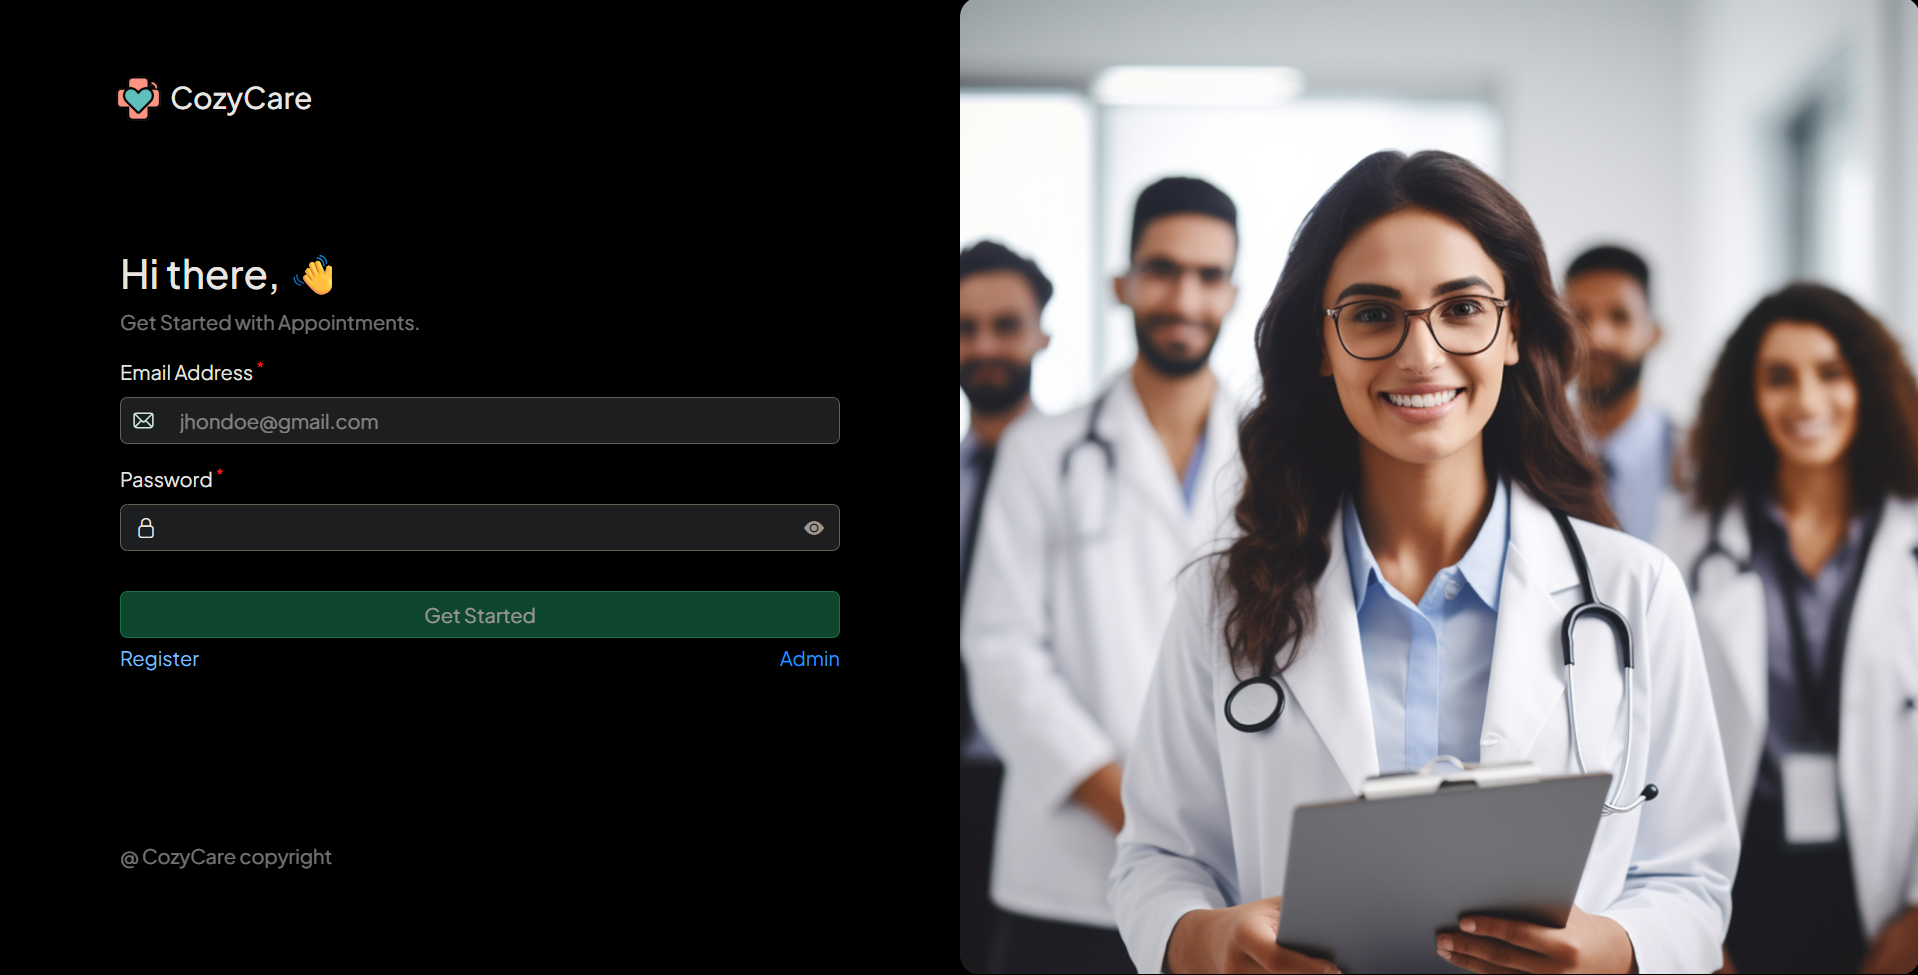 CozyCare
Hi there, 👋
Get Started with Appointments.
Email Address *
jhondoe@gmail.com
Password *
Get Started
Register
Admin
@ CozyCare copyright